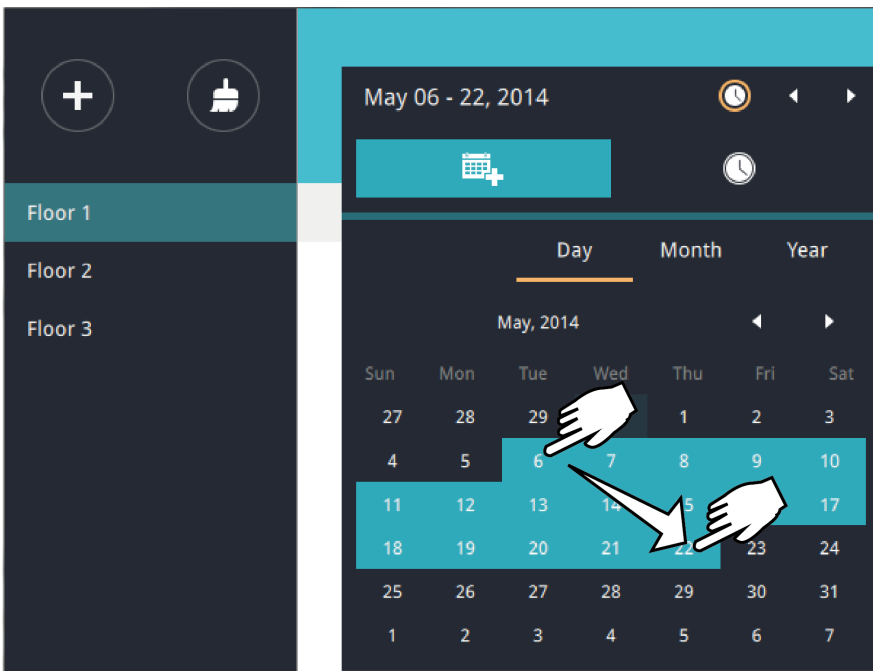 May 06 - 22, 2014
Floor 1
Floor 2
Floor 3
Day Month Year
May, 2014
Sun Mon Tue Wed Thu Fri Sat
27 28 29 1 2 3
4 5 6 7 8 9 10
11 12 13 14 15 17
18 19 20 21 22 23 24
25 26 27 28 29 30 31
1 2 3 4 5 6 7